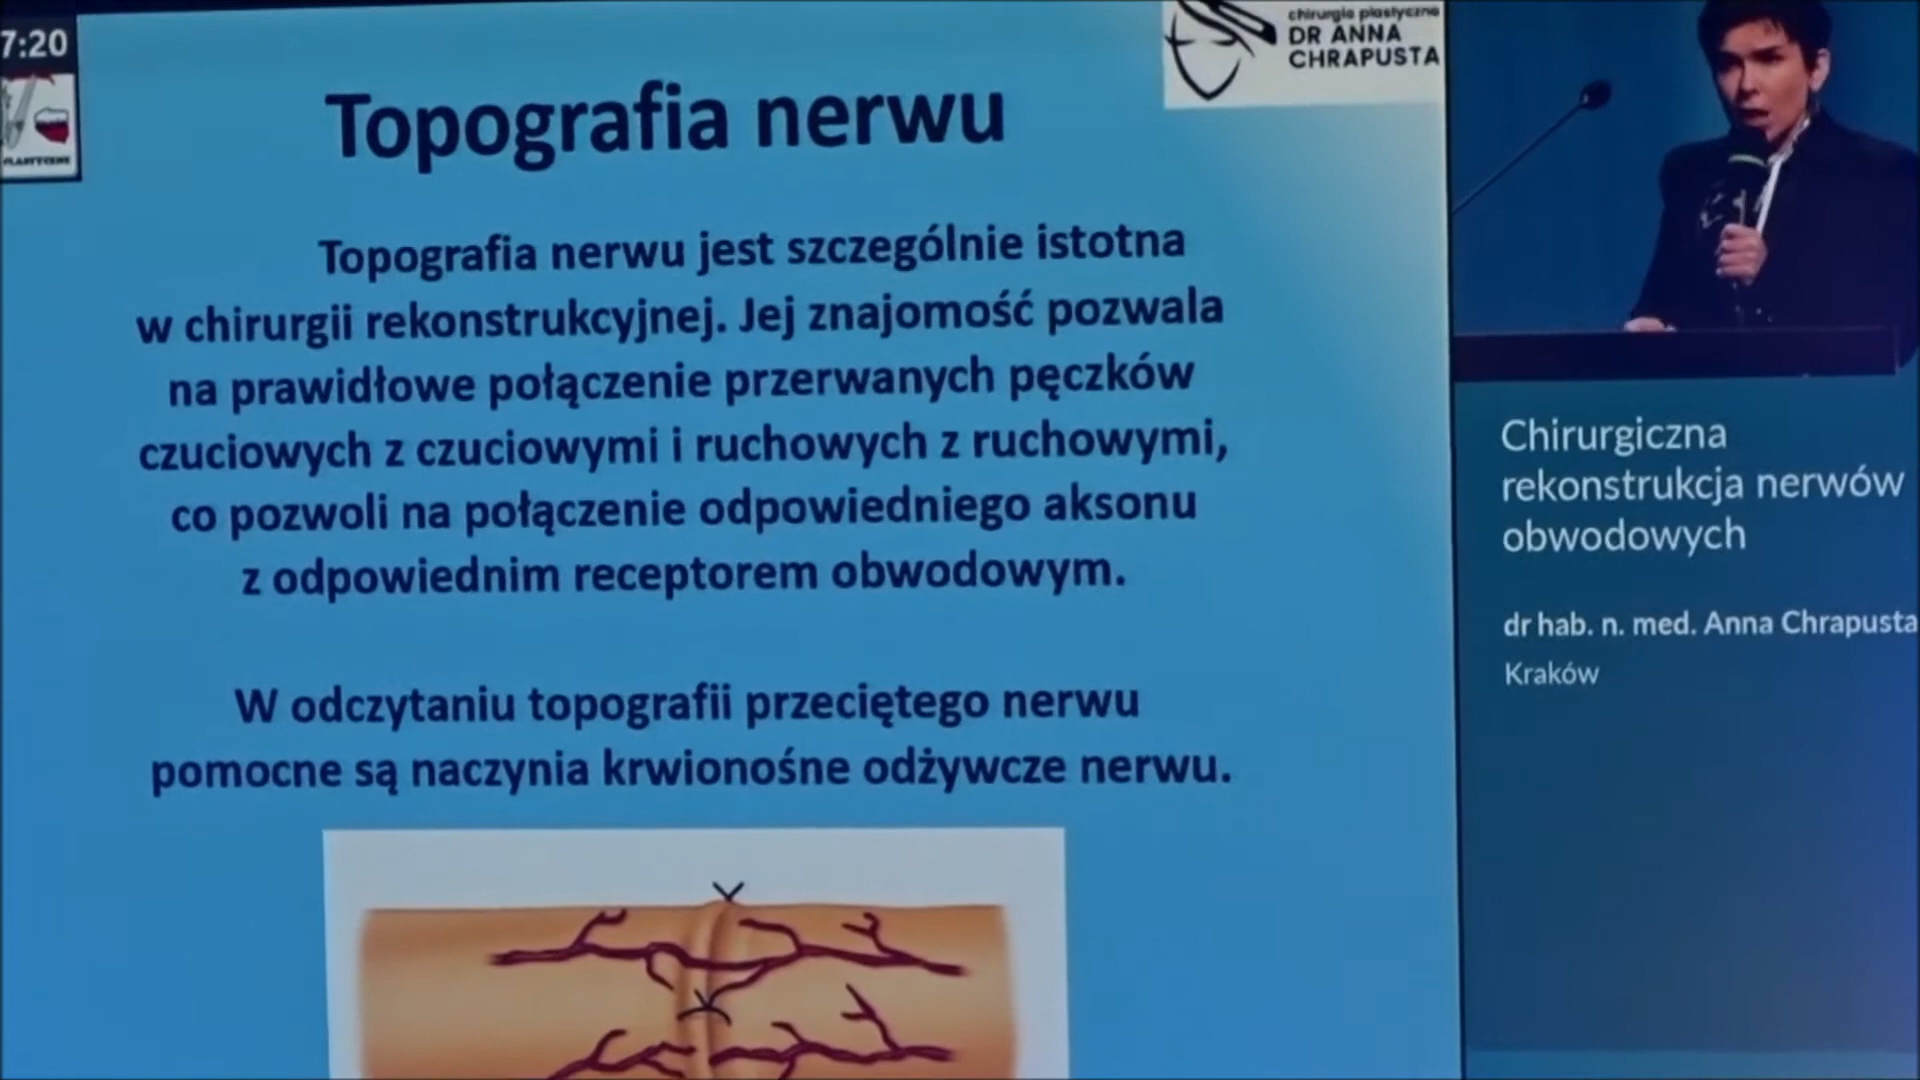 7:20
chirurgia plastyczna
DR ANNA
CHRAPUSTA
Topografia nerwu
Topografia nerwu jest szczególnie istotna
w chirurgii rekonstrukcyjnej. Jej znajomość pozwala
na prawidłowe połączenie przerwanych pęczków
czuciowych z czuciowymi i ruchowych z ruchowymi,
co pozwoli na połączenie odpowiedniego aksonu
z odpowiednim receptorem obwodowym.
W odczytaniu topografii przeciętego nerwu
pomocne są naczynia krwionośne odżywcze nerwu.
Chirurgiczna
rekonstrukcja nerwów
obwodowych
dr hab. n. med. Anna Chrapusta
Kraków